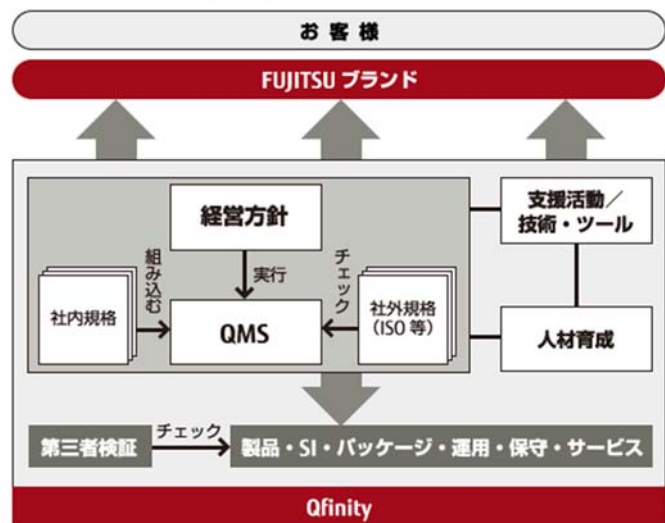 お客様
FUJITSU ブランド
経営方針
支援活動／
技術・ツール
組み込む
実行
チェック
社内規格
QMS
社外規格
（ISO 等）
人材育成
第三者検証
チェック
製品・SI・パッケージ・運用・保守・サービス
Qfinity